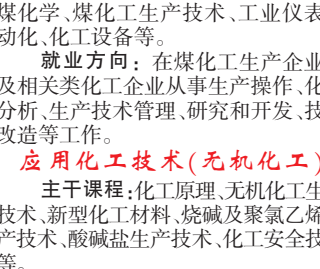 煤化学、煤化工生产技术、工业仪表
动化、化工设备等。
就业方向：在煤化工生产企业
及相关类化工企业从事生产操作、化
分析、生产技术管理、研究和开发、技
改造等工作。
应用化工技术(无机化工)
主干课程:化工原理、无机化工生
技术、新型化工材料、烧碱及聚氯乙烯
产技术、酸碱盐生产技术、化工安全技
等。